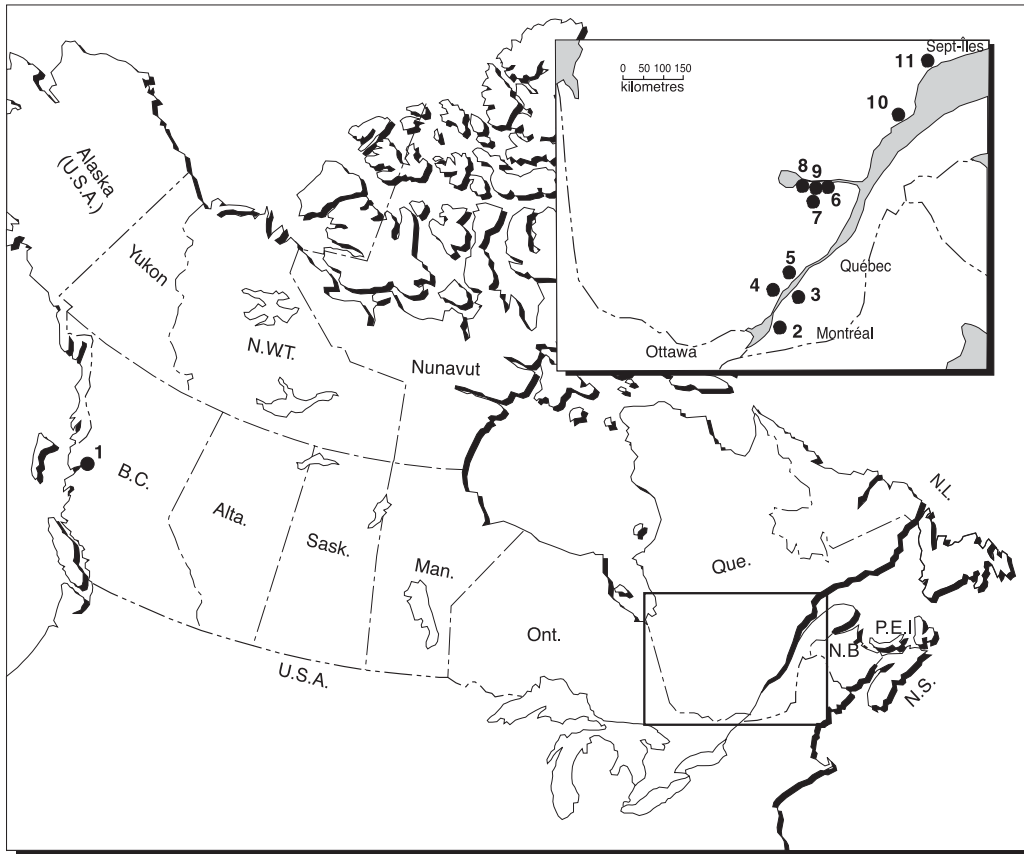 Sept-Îles
11
0 50 100 150
kilometres
10
8
9
6
7
5
4
3
Québec
2
Montréal
Ottawa
Alaska
(U.S.A.)
Yukon
N.W.T.
Nunavut
1
B.C.
Alta.
Sask.
Man.
Ont.
Que.
N.L.
P.E.I
N.B
N.S.
U.S.A.